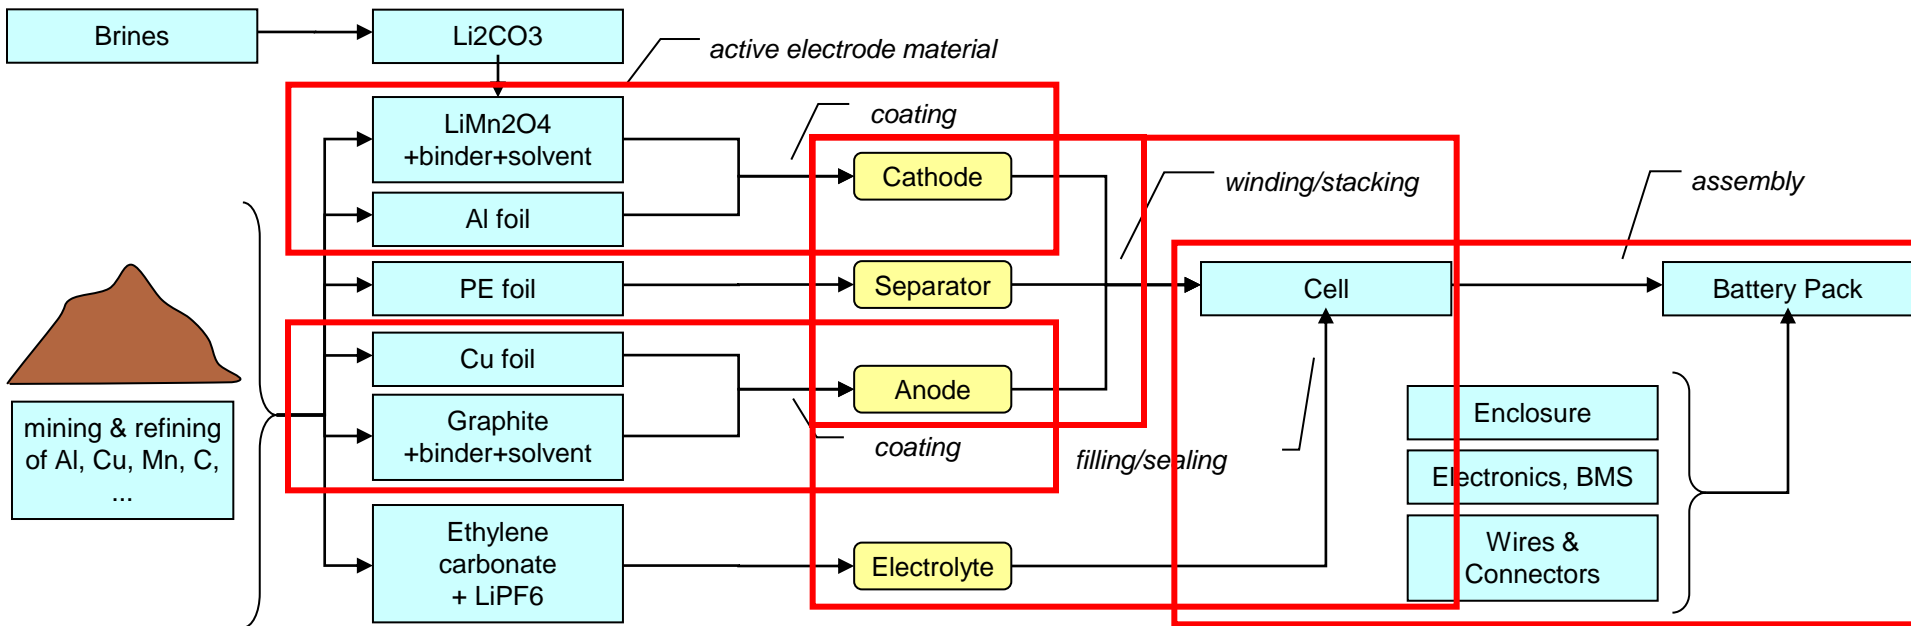 Brines
Li2CO3
active electrode material
LiMn2O4
+binder+solvent
coating
Cathode
winding/stacking
assembly
Al foil
PE foil
Separator
Cell
Battery Pack
Cu foil
Anode
Graphite
+binder+solvent
coating
filling/sealing
mining & refining
of Al, Cu, Mn, C,
...
Enclosure
Electronics, BMS
Wires &
Connectors
Ethylene
carbonate
+ LiPF6
Electrolyte